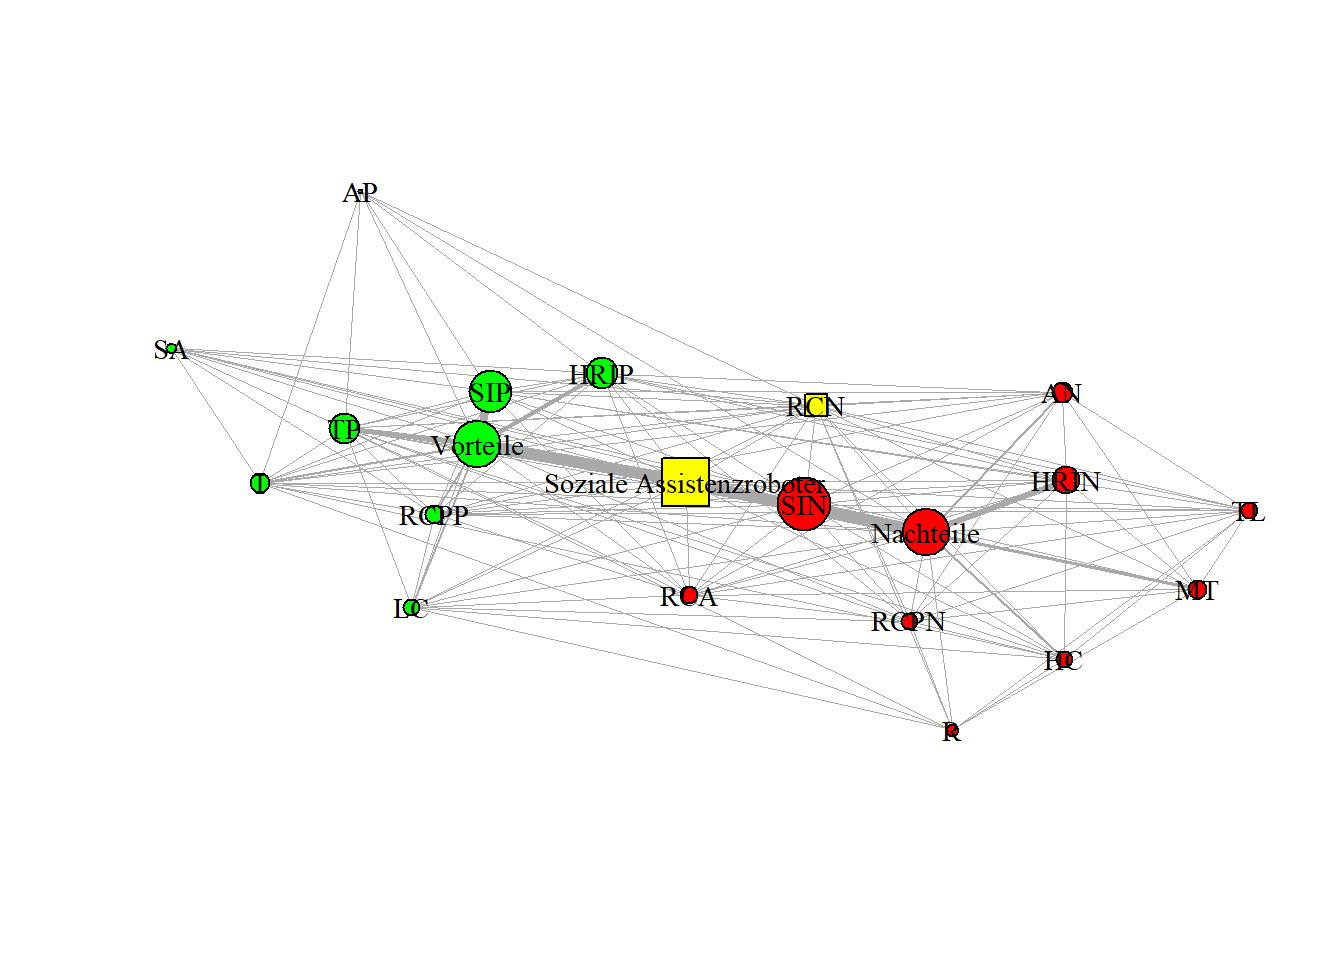 AP
SA
HRIP
SIP
AN
RCN
TP
Vorteile
HRIN
I
Soziale Assistenzroboter
SIN
TL
RCPP
Nachteile
MT
RCA
LC
RCPN
HC
R